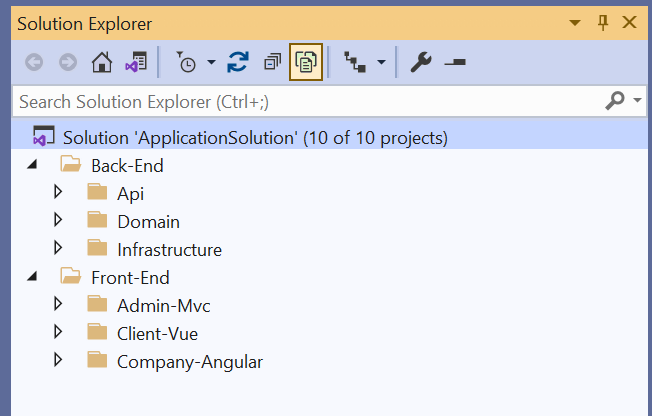 Solution Explorer
Search Solution Explorer (Ctrl+;)
Solution 'ApplicationSolution' (10 of 10 projects)
Back-End
Api
Domain
Infrastructure
Front-End
Admin-Mvc
Client-Vue
Company-Angular